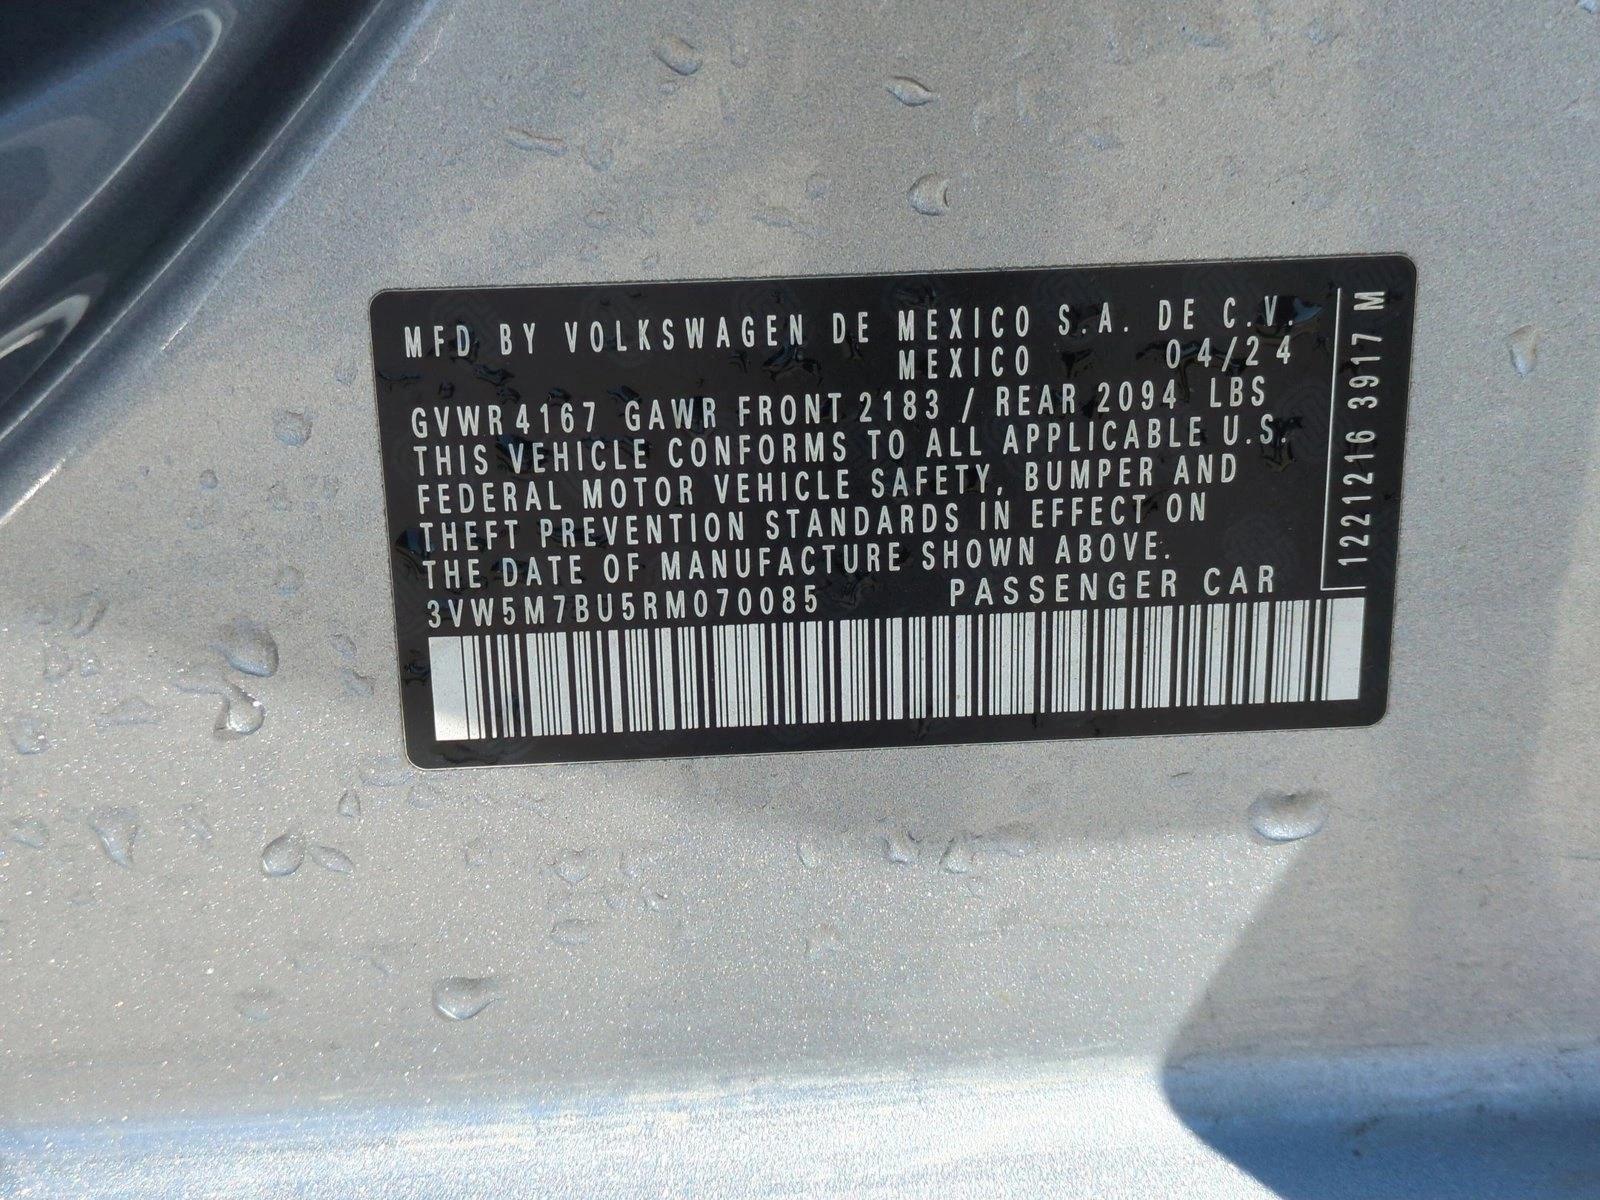 MFD BY VOLKSWAGEN DE MEXICO S.A. DE C.V.
MEXICO 04/24
GVWR 4167 GAWR FRONT 2183 / REAR 2094 LBS
THIS VEHICLE CONFORMS TO ALL APPLICABLE U.S.
FEDERAL MOTOR VEHICLE SAFETY, BUMPER AND
THEFT PREVENTION STANDARDS IN EFFECT ON
THE DATE OF MANUFACTURE SHOWN ABOVE.
3VW5M7BU5RM070085 PASSENGER CAR
1221216 3917 M